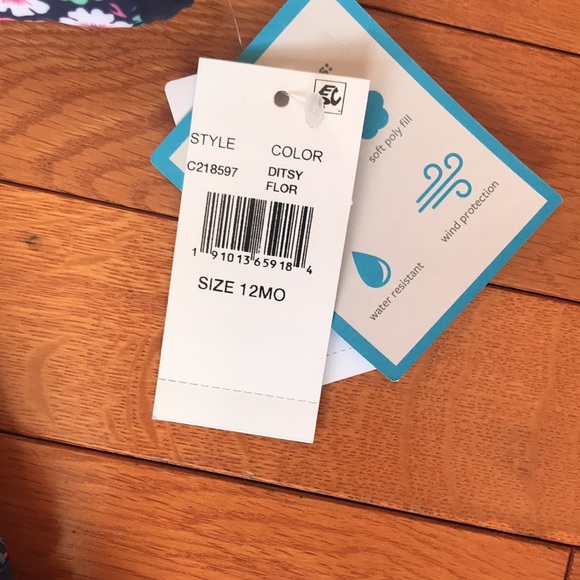 STYLE COLOR
C218597 DITSY
FLOR
1 91013 65918 4
SIZE 12MO
soft poly fill
wind protection
water resistant